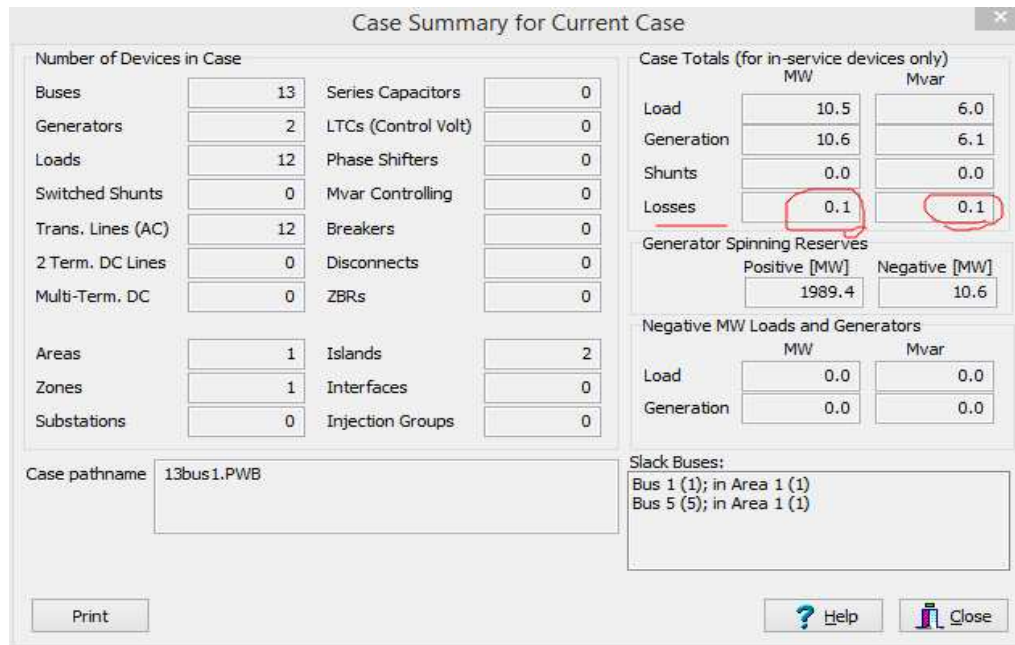 Case Summary for Current Case
Number of Devices in Case
Buses 13 Series Capacitors 0
Generators 2 LTCs (Control Volt) 0
Loads 12 Phase Shifters 0
Switched Shunts 0 Mvar Controlling 0
Trans. Lines (AC) 12 Breakers 0
2 Term. DC Lines 0 Disconnects 0
Multi-Term. DC 0 ZBRs 0
Areas 1 Islands 2
Zones 1 Interfaces 0
Substations 0 Injection Groups 0
Case Totals (for in-service devices only)
MW Mvar
Load 10.5 6.0
Generation 10.6 6.1
Shunts 0.0 0.0
Losses 0.1 0.1
Generator Spinning Reserves
Positive [MW] Negative [MW]
1989.4 10.6
Negative MW Loads and Generators
MW Mvar
Load 0.0 0.0
Generation 0.0 0.0
Case pathname 13bus1.PWB
Slack Buses:
Bus 1 (1); in Area 1 (1)
Bus 5 (5); in Area 1 (1)
Print ? Help Close